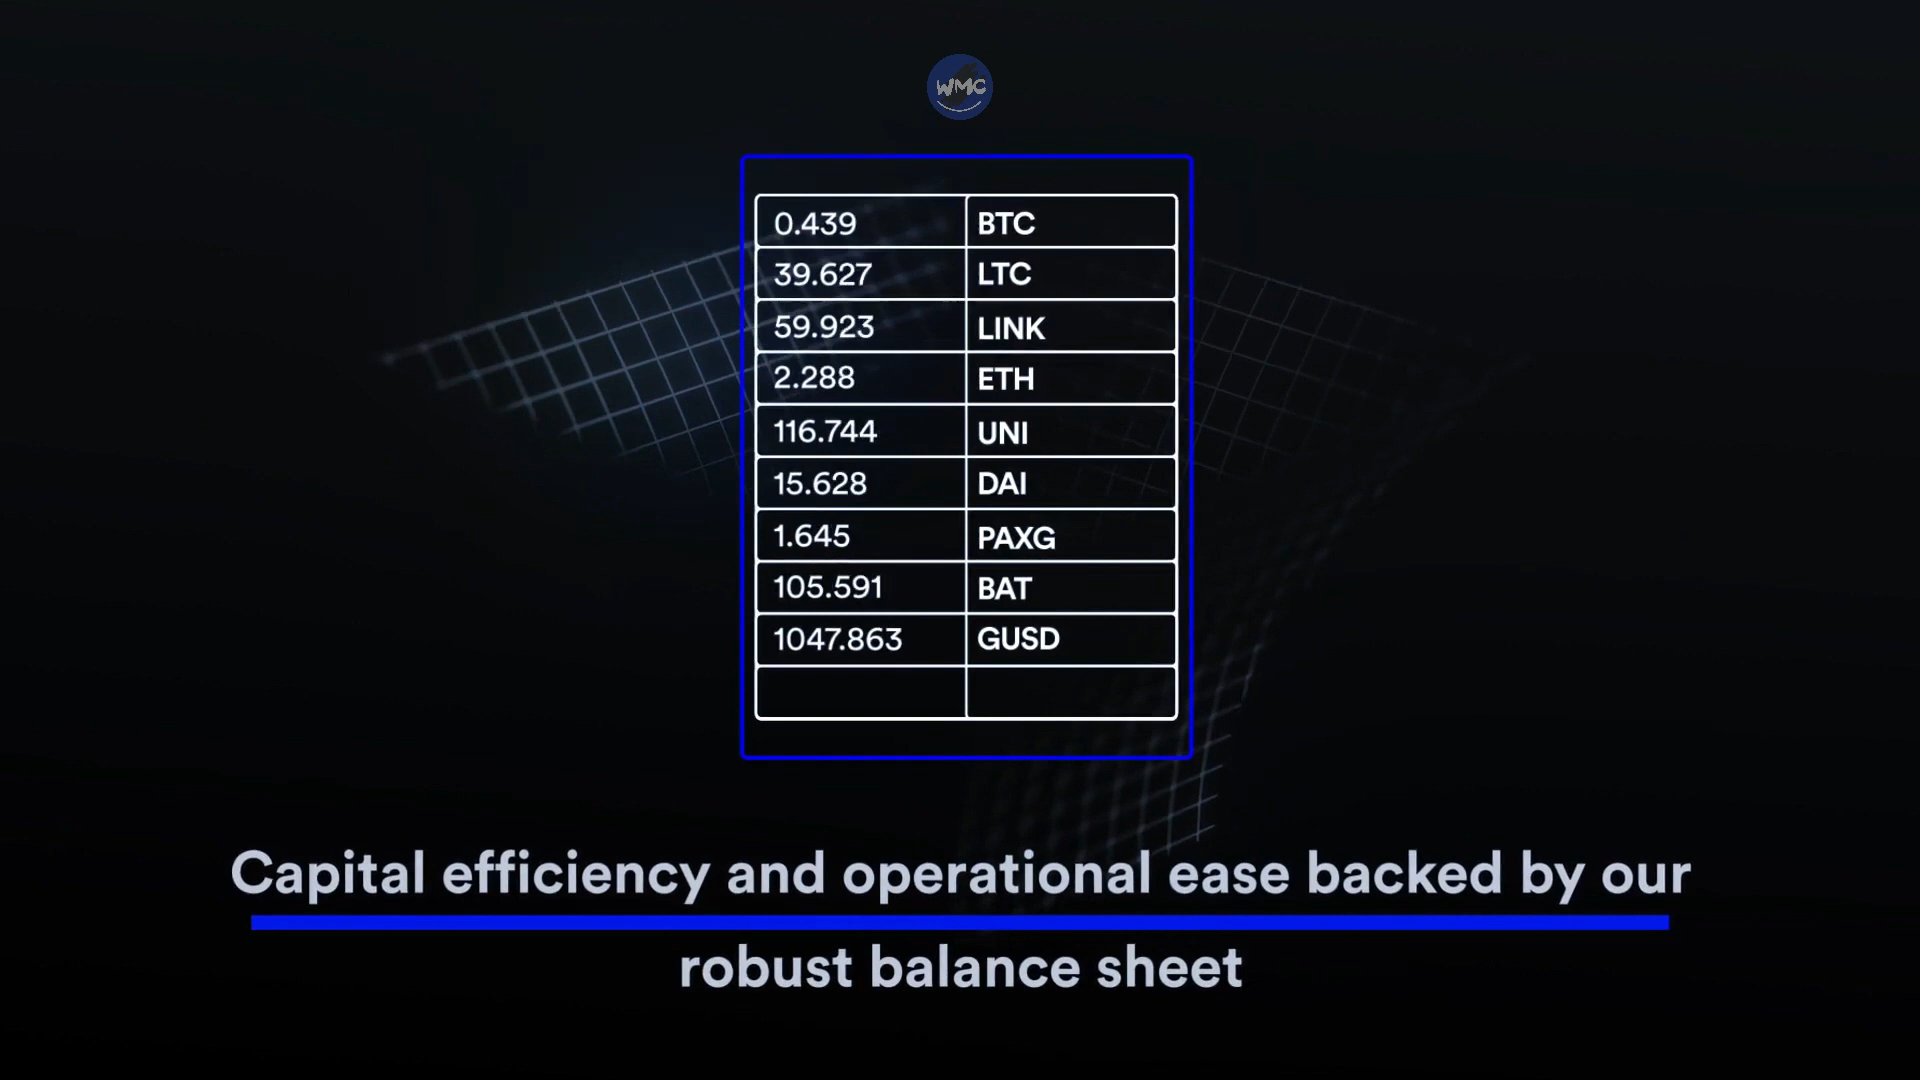 WMC
0.439 BTC
39.627 LTC
59.923 LINK
2.288 ETH
116.744 UNI
15.628 DAI
1.645 PAXG
105.591 BAT
1047.863 GUSD
Capital efficiency and operational ease backed by our
robust balance sheet